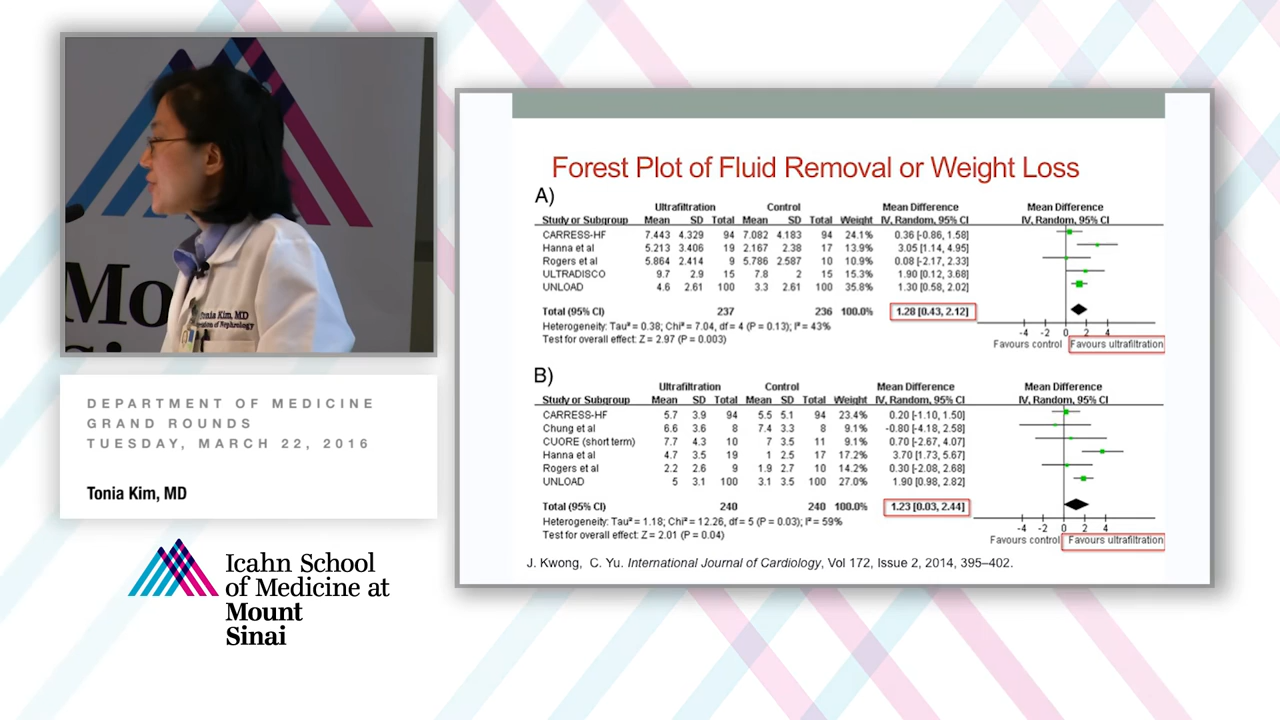 Mo
Tonia Kim, MD
of Nephrology
DEPARTMENT OF MEDICINE
GRAND ROUNDS
TUESDAY, MARCH 22, 2016
Tonia Kim, MD
Icahn School
of Medicine at
Mount
Sinai
Forest Plot of Fluid Removal or Weight Loss
A)
Ultrafiltration Control Mean Difference Mean Difference
Study or Subgroup Mean SD Total Mean SD Total Weight IV, Random, 95% CI IV, Random, 95% CI
CARRESS-HF 7.443 4.329 94 7.082 4.183 94 24.1% 0.36 [-0.86, 1.58]
Hanna et al 5.213 3.406 19 2.167 2.38 17 13.9% 3.05 [1.14, 4.95]
Rogers et al 5.864 2.414 9 5.786 2.587 10 10.9% 0.08 [-2.17, 2.33]
ULTRADISCO 9.7 2.9 15 7.8 2 15 15.3% 1.90 [0.12, 3.68]
UNLOAD 4.6 2.61 100 3.3 2.61 100 35.8% 1.30 [0.58, 2.02]
Total (95% CI) 237 236 100.0% 1.28 [0.43, 2.12]
Heterogeneity: Tau² = 0.38; Chi² = 7.04, df = 4 (P = 0.13); I² = 43%
Test for overall effect: Z = 2.97 (P = 0.003)
-4 -2 0 2 4
Favours control Favours ultrafiltration
B)
Ultrafiltration Control Mean Difference Mean Difference
Study or Subgroup Mean SD Total Mean SD Total Weight IV, Random, 95% CI IV, Random, 95% CI
CARRESS-HF 5.7 3.9 94 5.5 5.1 94 23.4% 0.20 [-1.10, 1.50]
Chung et al 6.6 3.6 8 7.4 3.3 8 9.1% -0.80 [-4.18, 2.58]
CUORE (short term) 7.7 4.3 10 7 3.5 11 9.1% 0.70 [-2.67, 4.07]
Hanna et al 4.7 3.5 19 1 2.5 17 17.2% 3.70 [1.73, 5.67]
Rogers et al 2.2 2.6 9 1.9 2.7 10 14.2% 0.30 [-2.08, 2.68]
UNLOAD 5 3.1 100 3.1 3.5 100 27.0% 1.90 [0.98, 2.82]
Total (95% CI) 240 240 100.0% 1.23 [0.03, 2.44]
Heterogeneity: Tau² = 1.18; Chi² = 12.26, df = 5 (P = 0.03); I² = 59%
Test for overall effect: Z = 2.01 (P = 0.04)
-4 -2 0 2 4
Favours control Favours ultrafiltration
J. Kwong, C. Yu. International Journal of Cardiology, Vol 172, Issue 2, 2014, 395–402.